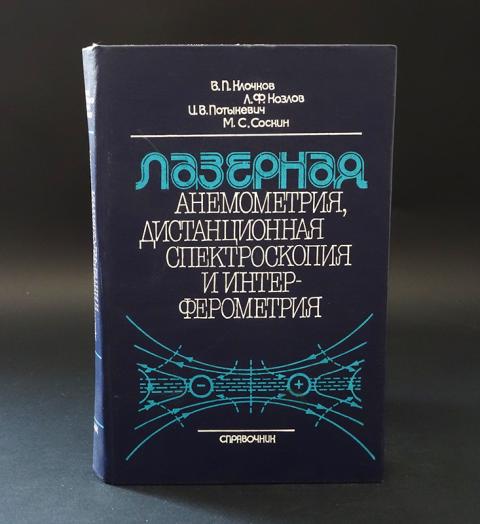 В. П. Клочков
Л. Ф. Козлов
И. В. Потыкевич
М. С. Соскин
ЛАЗЕРНАЯ
АНЕМОМЕТРИЯ,
ДИСТАНЦИОННАЯ
СПЕКТРОСКОПИЯ
И ИНТЕР-
ФЕРОМЕТРИЯ
- +
СПРАВОЧНИК